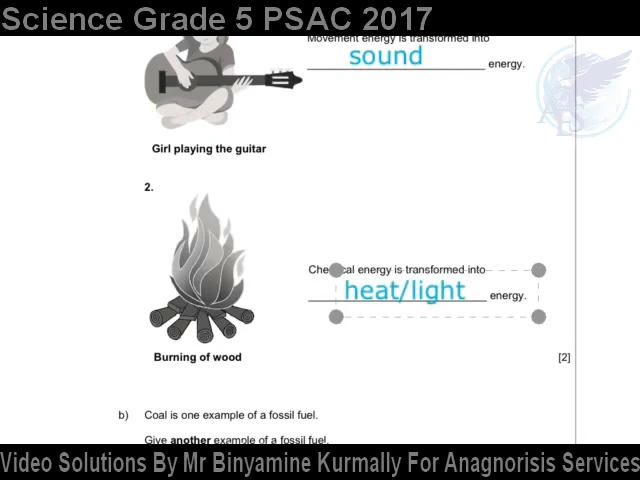 Science Grade 5 PSAC 2017
Movement energy is transformed into
sound
energy.
Girl playing the guitar
2.
Chemical energy is transformed into
heat/light
energy.
Burning of wood
[2]
b) Coal is one example of a fossil fuel.
Give another example of a fossil fuel.
Video Solutions By Mr Binyamine Kurmally For Anagnorisis Services
AES